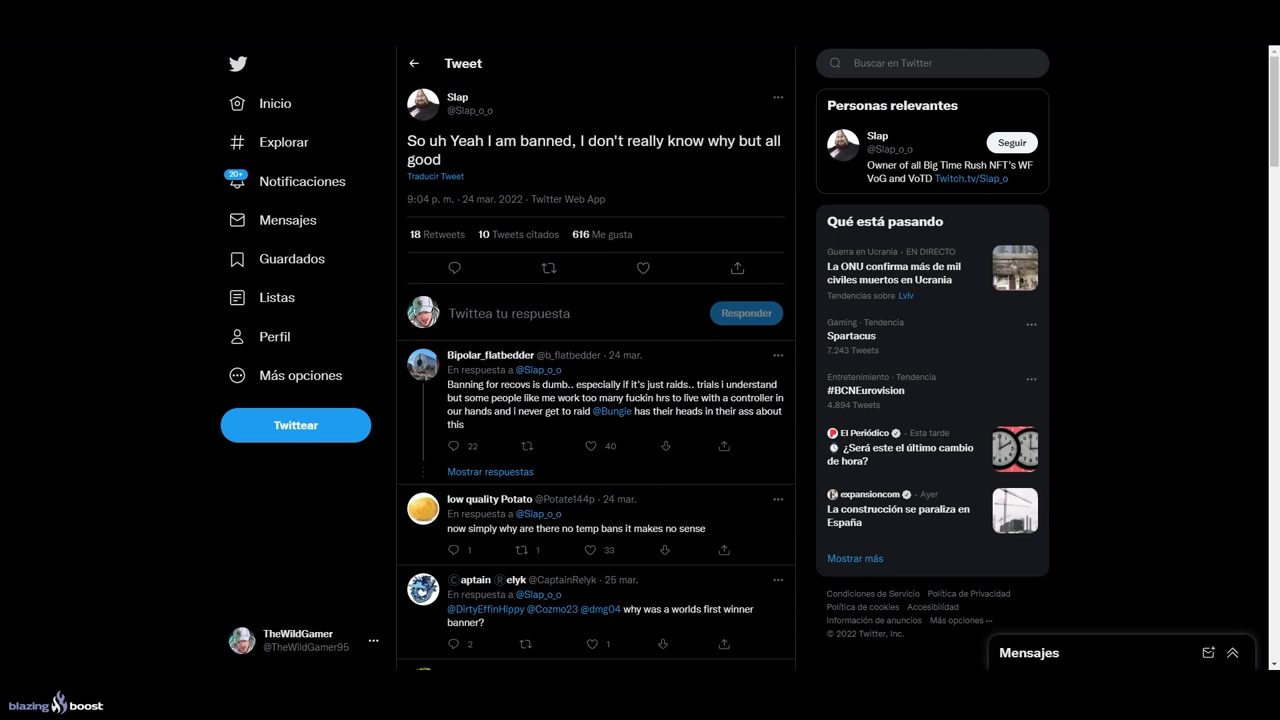 Tweet
Buscar en Twitter
Inicio
Explorar
20+
Notificaciones
Mensajes
Guardados
Listas
Perfil
Más opciones
Twittear
TheWildGamer
@TheWildGamer95
Slap
@Slap_o_o
So uh Yeah I am banned, I don't really know why but all
good
Traducir Tweet
9:04 p. m. · 24 mar. 2022 · Twitter Web App
18 Retweets 10 Tweets citados 616 Me gusta
Twittea tu respuesta
Responder
Bipolar_flatbedder @b_flatbedder · 24 mar.
En respuesta a @Slap_o_o
Banning for recovs is dumb.. especially if it's just raids.. trials i understand
but some people like me work too many fuckin hrs to live with a controller in
our hands and i never get to raid @Bungie has their heads in their ass about
this
22 40
Mostrar respuestas
low quality Potato @Potate144p · 24 mar.
En respuesta a @Slap_o_o
now simply why are there no temp bans it makes no sense
1 1 33
Ⓒaptain Ⓡelyk @CaptainRelyk · 25 mar.
En respuesta a @Slap_o_o
@DirtyEffinHippy @Cozmo23 @dmg04 why was a worlds first winner
banner?
2 1
Personas relevantes
Slap
@Slap_o_o
Seguir
Owner of all Big Time Rush NFT's WF
VoG and VoTD Twitch.tv/Slap_o
Qué está pasando
Guerra en Ucrania · EN DIRECTO
La ONU confirma más de mil
civiles muertos en Ucrania
Tendencias sobre Lviv
Gaming · Tendencia
Spartacus
7.243 Tweets
Entretenimiento · Tendencia
#BCNEurovision
4.894 Tweets
El Periódico · Esta tarde
¿Será este el último cambio
de hora?
expansioncom · Ayer
La construcción se paraliza en
España
Mostrar más
Condiciones de Servicio Política de Privacidad
Política de cookies Accesibilidad
Información de anuncios Más opciones ···
© 2022 Twitter, Inc.
Mensajes
blazing boost